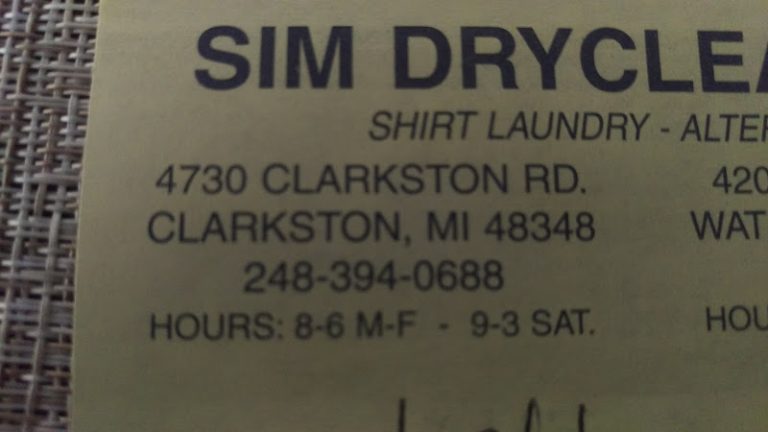 SIM DRYCLEA
SHIRT LAUNDRY - ALTER
4730 CLARKSTON RD. 420
CLARKSTON, MI 48348 WAT
248-394-0688
HOURS: 8-6 M-F - 9-3 SAT. HOU